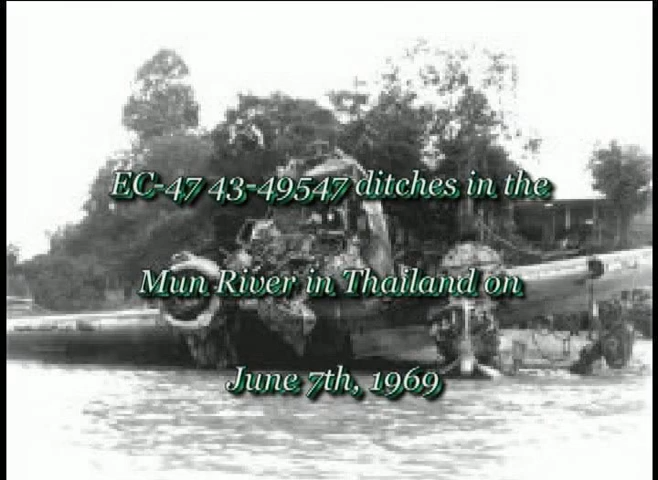 EC-47 43-49547 ditches in the
Mun River in Thailand on
June 7th, 1969